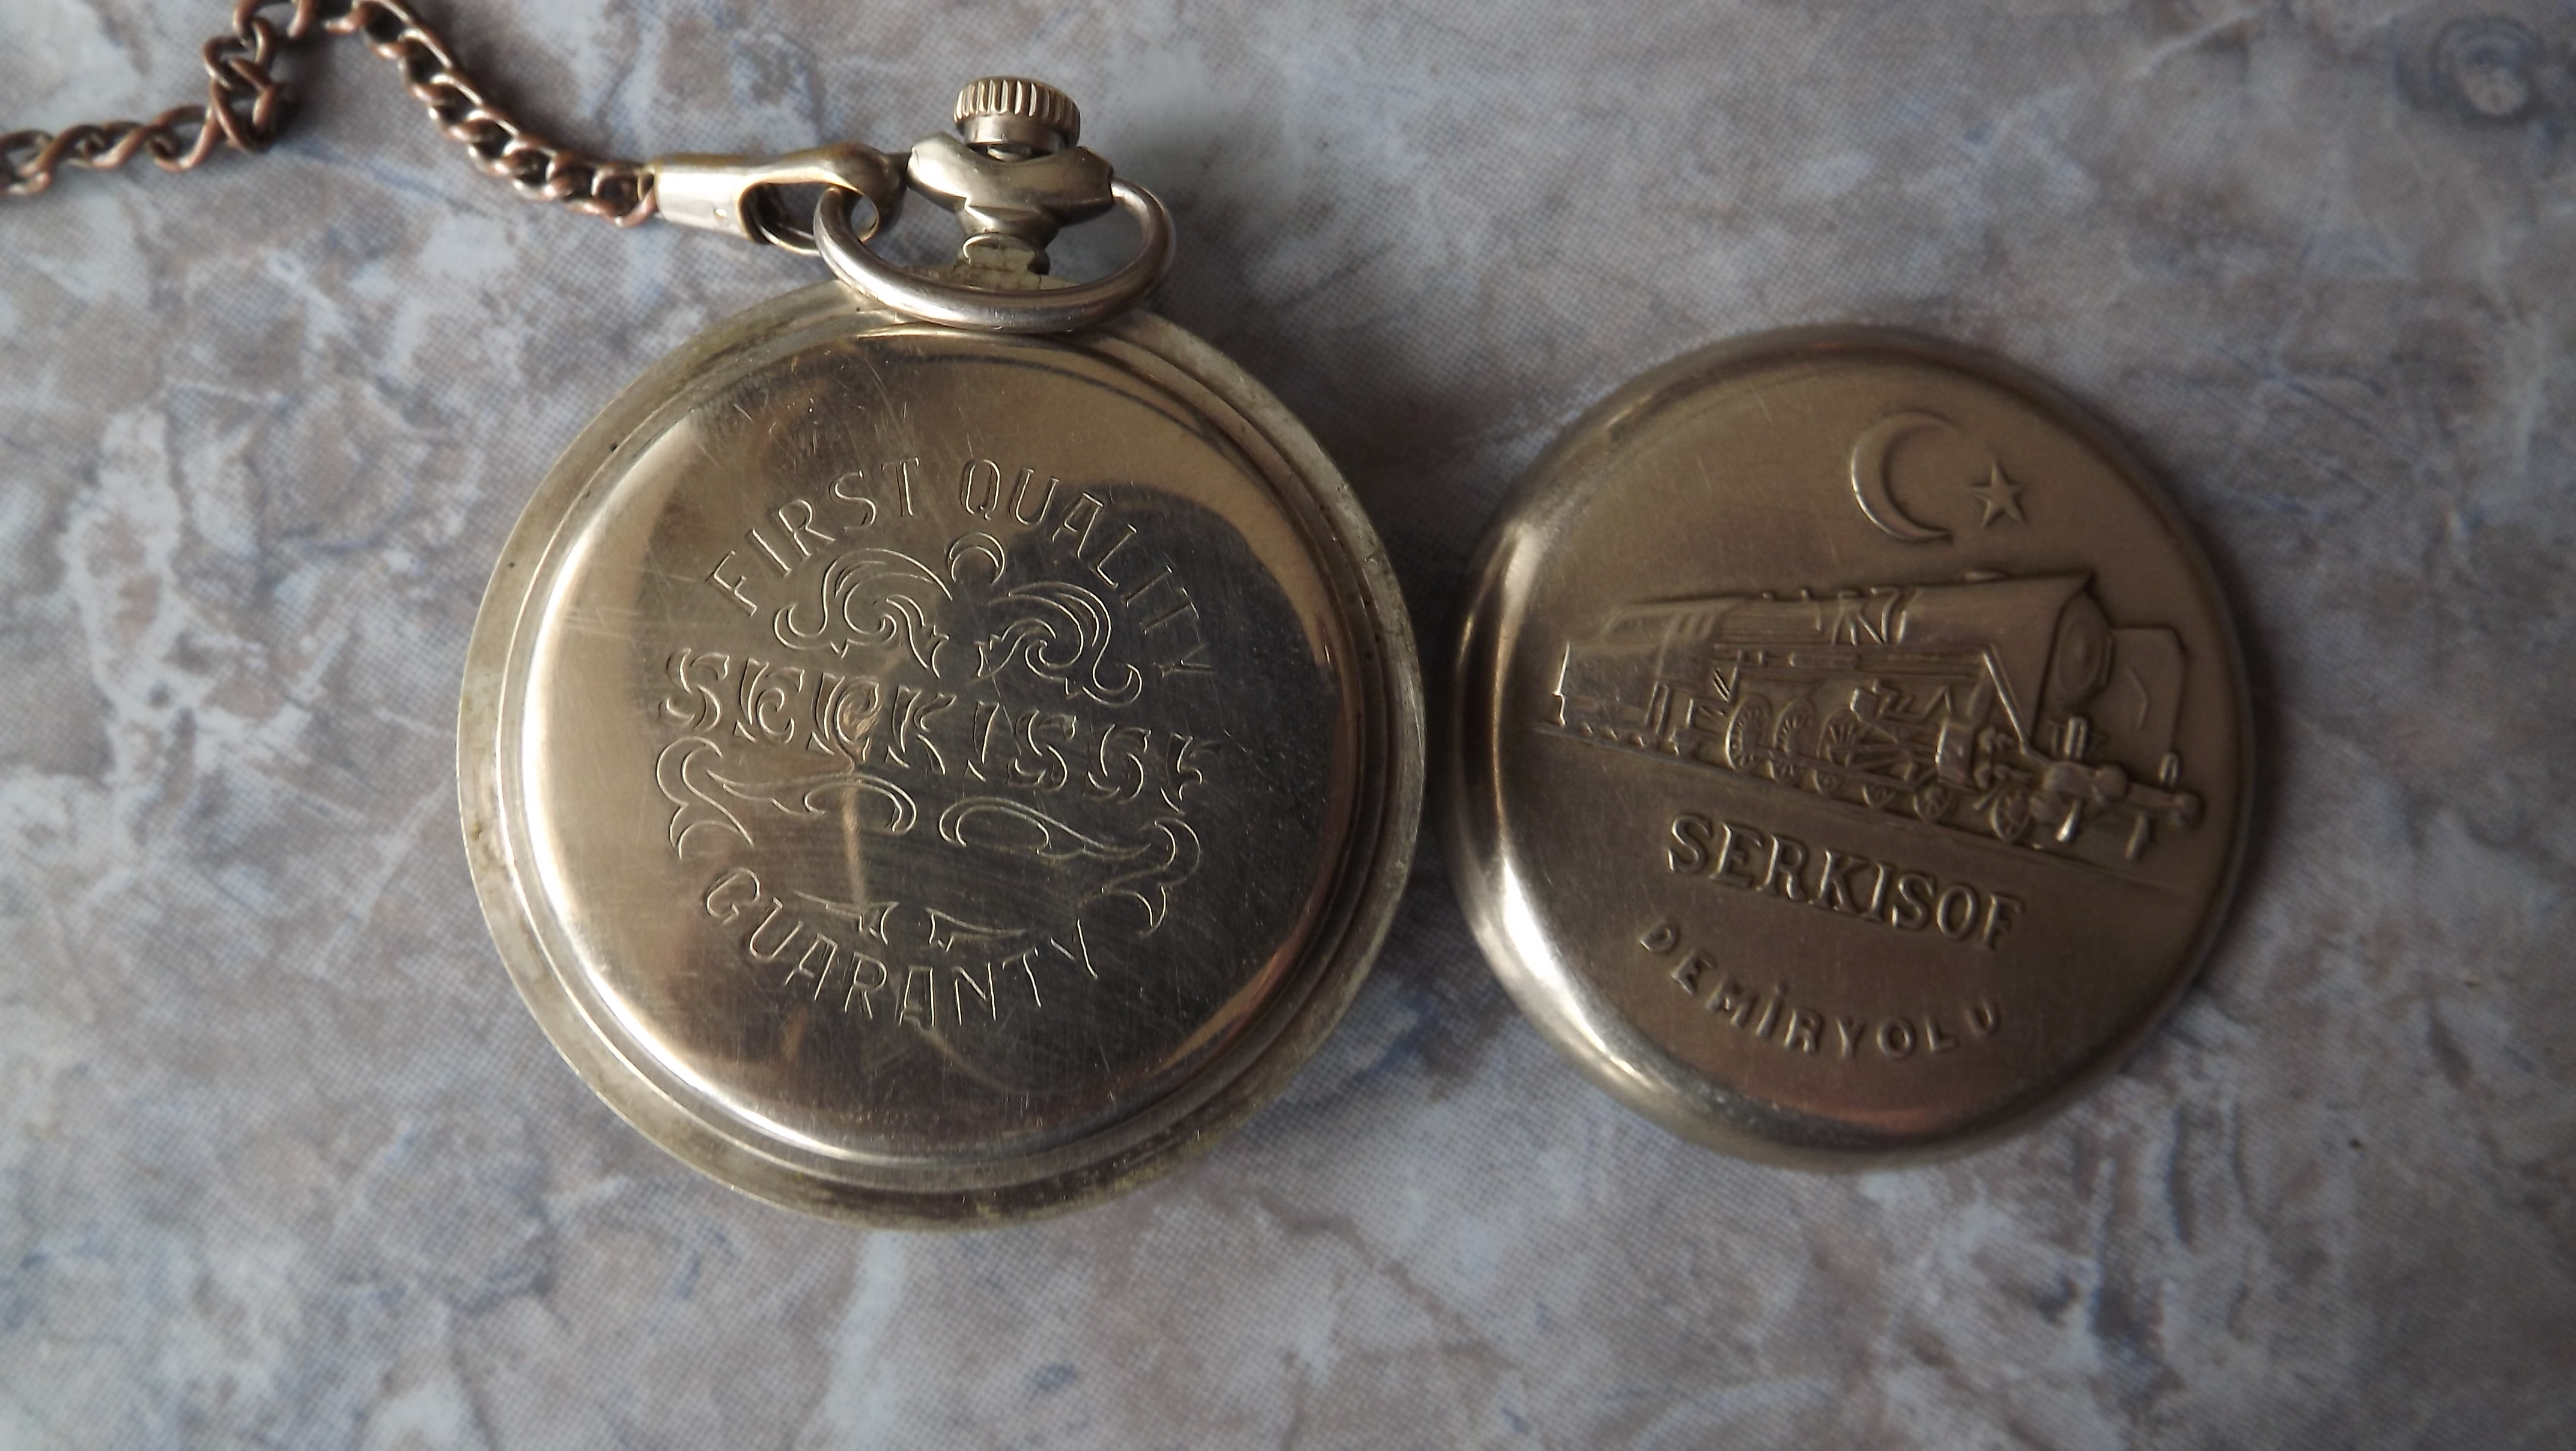 FIRST QUALITY
SERKISOF
GUARANTY
SERKISOF
DEMİRYOLU